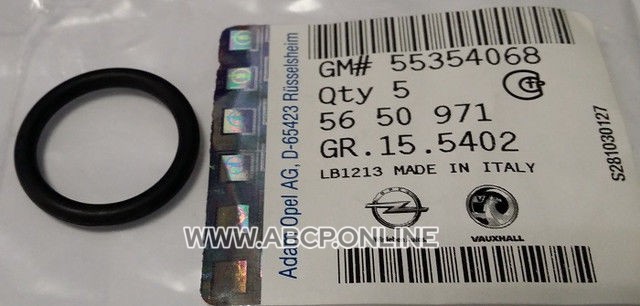 GM# 55354068
Qty 5
56 50 971
GR.15.5402
LB1213 MADE IN ITALY
OPEL
VAUXHALL
Adam Opel AG, D-65423 Rüsselsheim
S281030127
WWW.ABCP.ONLINE